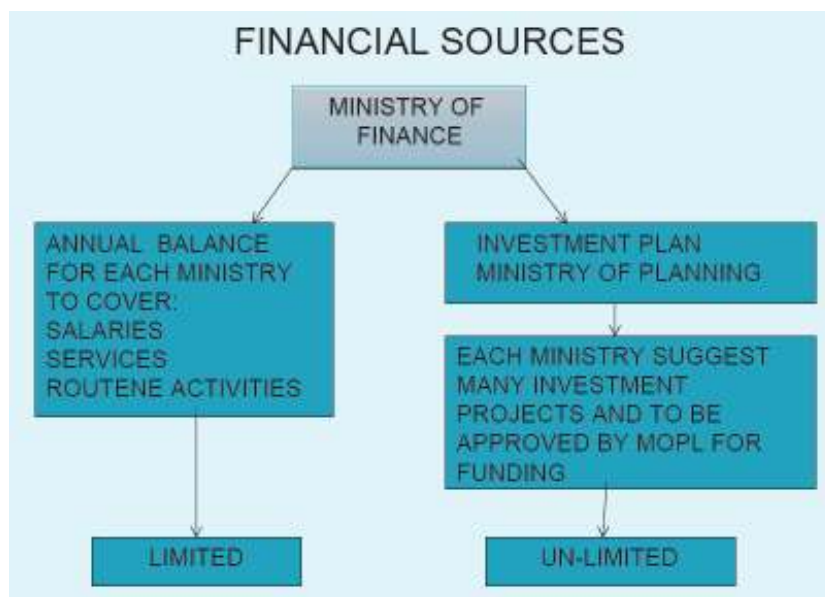 FINANCIAL SOURCES
MINISTRY OF
FINANCE
ANNUAL BALANCE
FOR EACH MINISTRY
TO COVER:
SALARIES
SERVICES
ROUTENE ACTIVITIES
LIMITED
INVESTMENT PLAN
MINISTRY OF PLANNING
EACH MINISTRY SUGGEST
MANY INVESTMENT
PROJECTS AND TO BE
APPROVED BY MOPL FOR
FUNDING
UN-LIMITED